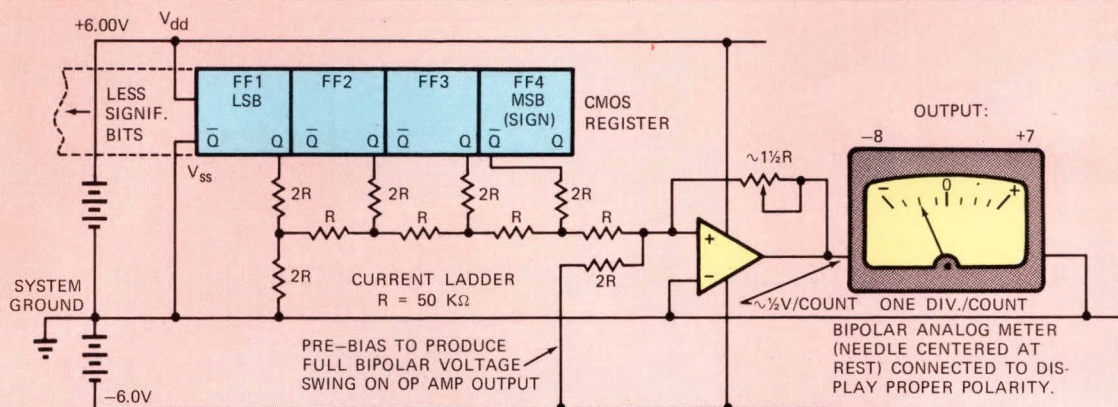 +6.00V
Vdd
LESS
SIGNIF.
BITS
FF1
LSB
FF2
FF3
FF4
MSB
(SIGN)
Q̅ Q
Q̅ Q
Q̅ Q
Q̅ Q
CMOS
REGISTER
Vss
2R
2R
2R
2R
R
R
R
R
2R
2R
~1½R
CURRENT LADDER
R = 50 KΩ
SYSTEM
GROUND
-6.0V
PRE-BIAS TO PRODUCE
FULL BIPOLAR VOLTAGE
SWING ON OP AMP OUTPUT
+
-
OUTPUT:
-8
+7
-
0
+
~½V/COUNT
ONE DIV./COUNT
BIPOLAR ANALOG METER
(NEEDLE CENTERED AT
REST) CONNECTED TO DIS-
PLAY PROPER POLARITY.